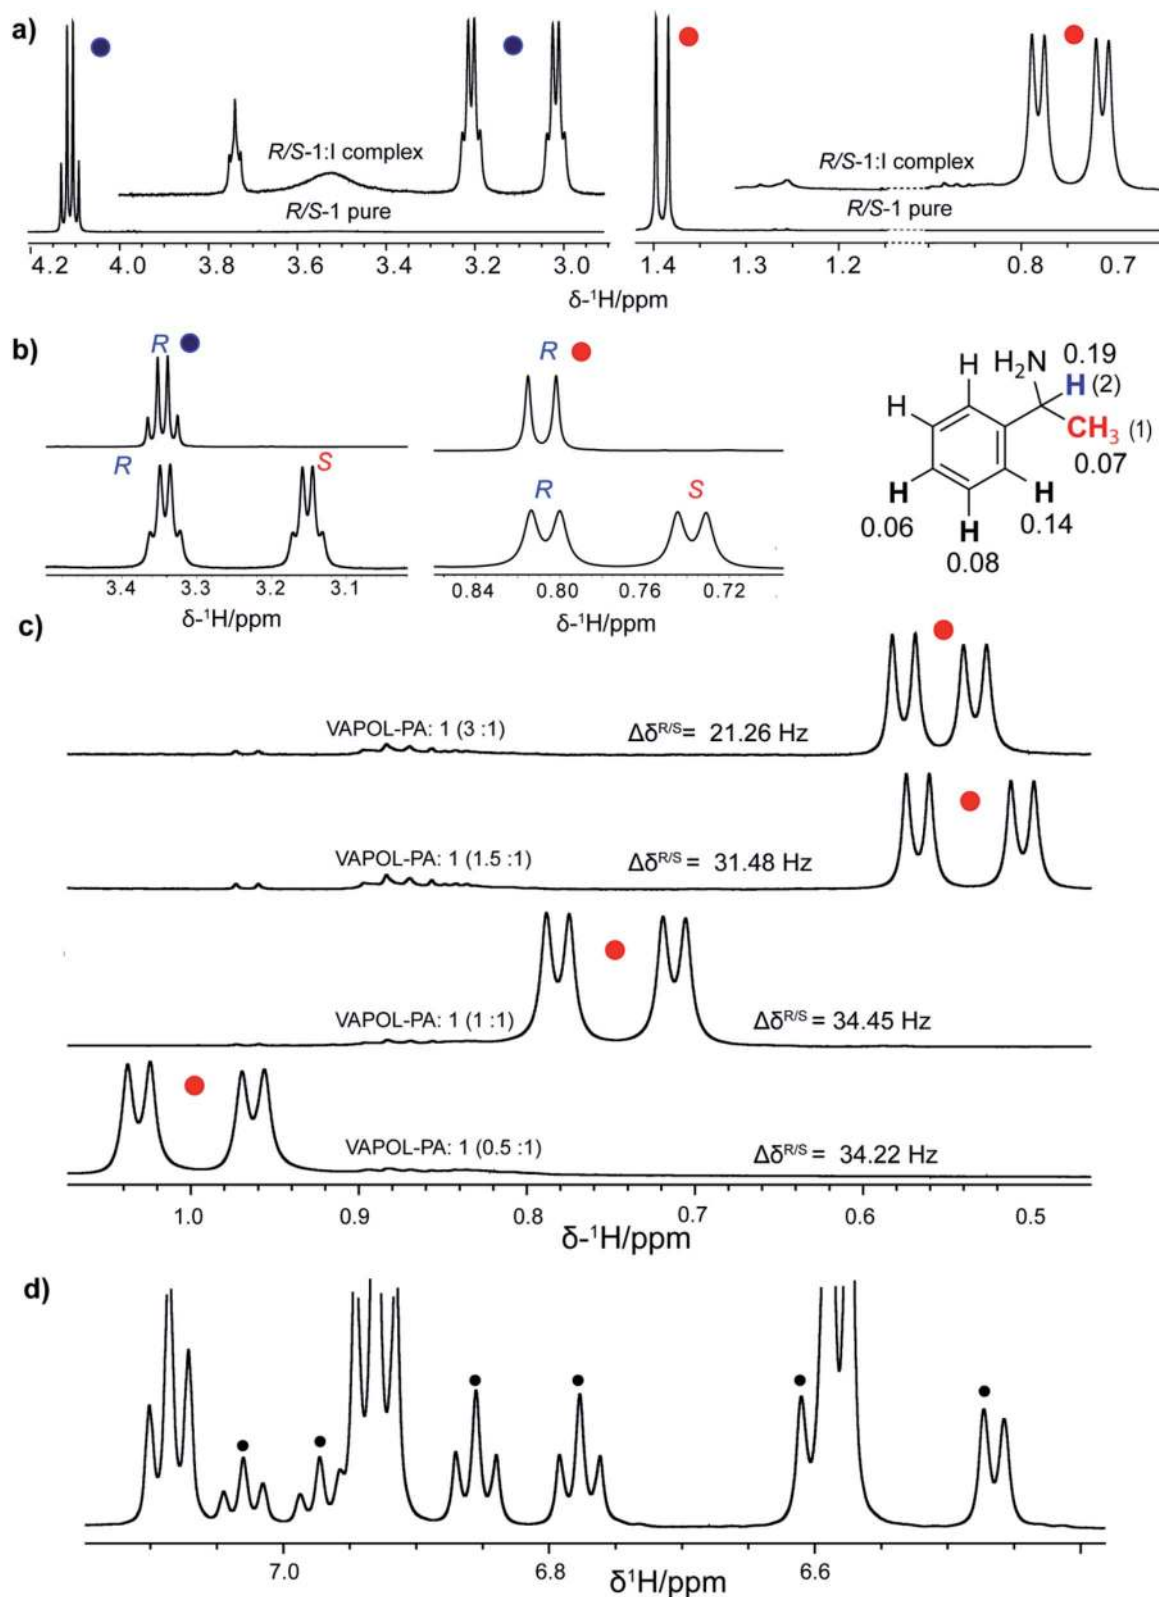 a)
R/S-1:I complex
R/S-1 pure
4.2 4.0 3.8 3.6 3.4 3.2 3.0
R/S-1:I complex
R/S-1 pure
1.4 1.3 1.2 0.8 0.7
δ-¹H/ppm
b)
R
R
R S
R S
3.4 3.3 3.2 3.1
δ-¹H/ppm
0.84 0.80 0.76 0.72
δ-¹H/ppm
H₂N 0.19
H H (2)
H CH₃ (1)
0.07
H H
0.06 H 0.14
0.08
c)
VAPOL-PA: 1 (3 :1) Δδᴿ/ˢ= 21.26 Hz
VAPOL-PA: 1 (1.5 :1) Δδᴿ/ˢ = 31.48 Hz
VAPOL-PA: 1 (1 :1) Δδᴿ/ˢ = 34.45 Hz
VAPOL-PA: 1 (0.5 :1) Δδᴿ/ˢ = 34.22 Hz
1.0 0.9 0.8 0.7 0.6 0.5
δ-¹H/ppm
d)
7.0 6.8 6.6
δ¹H/ppm